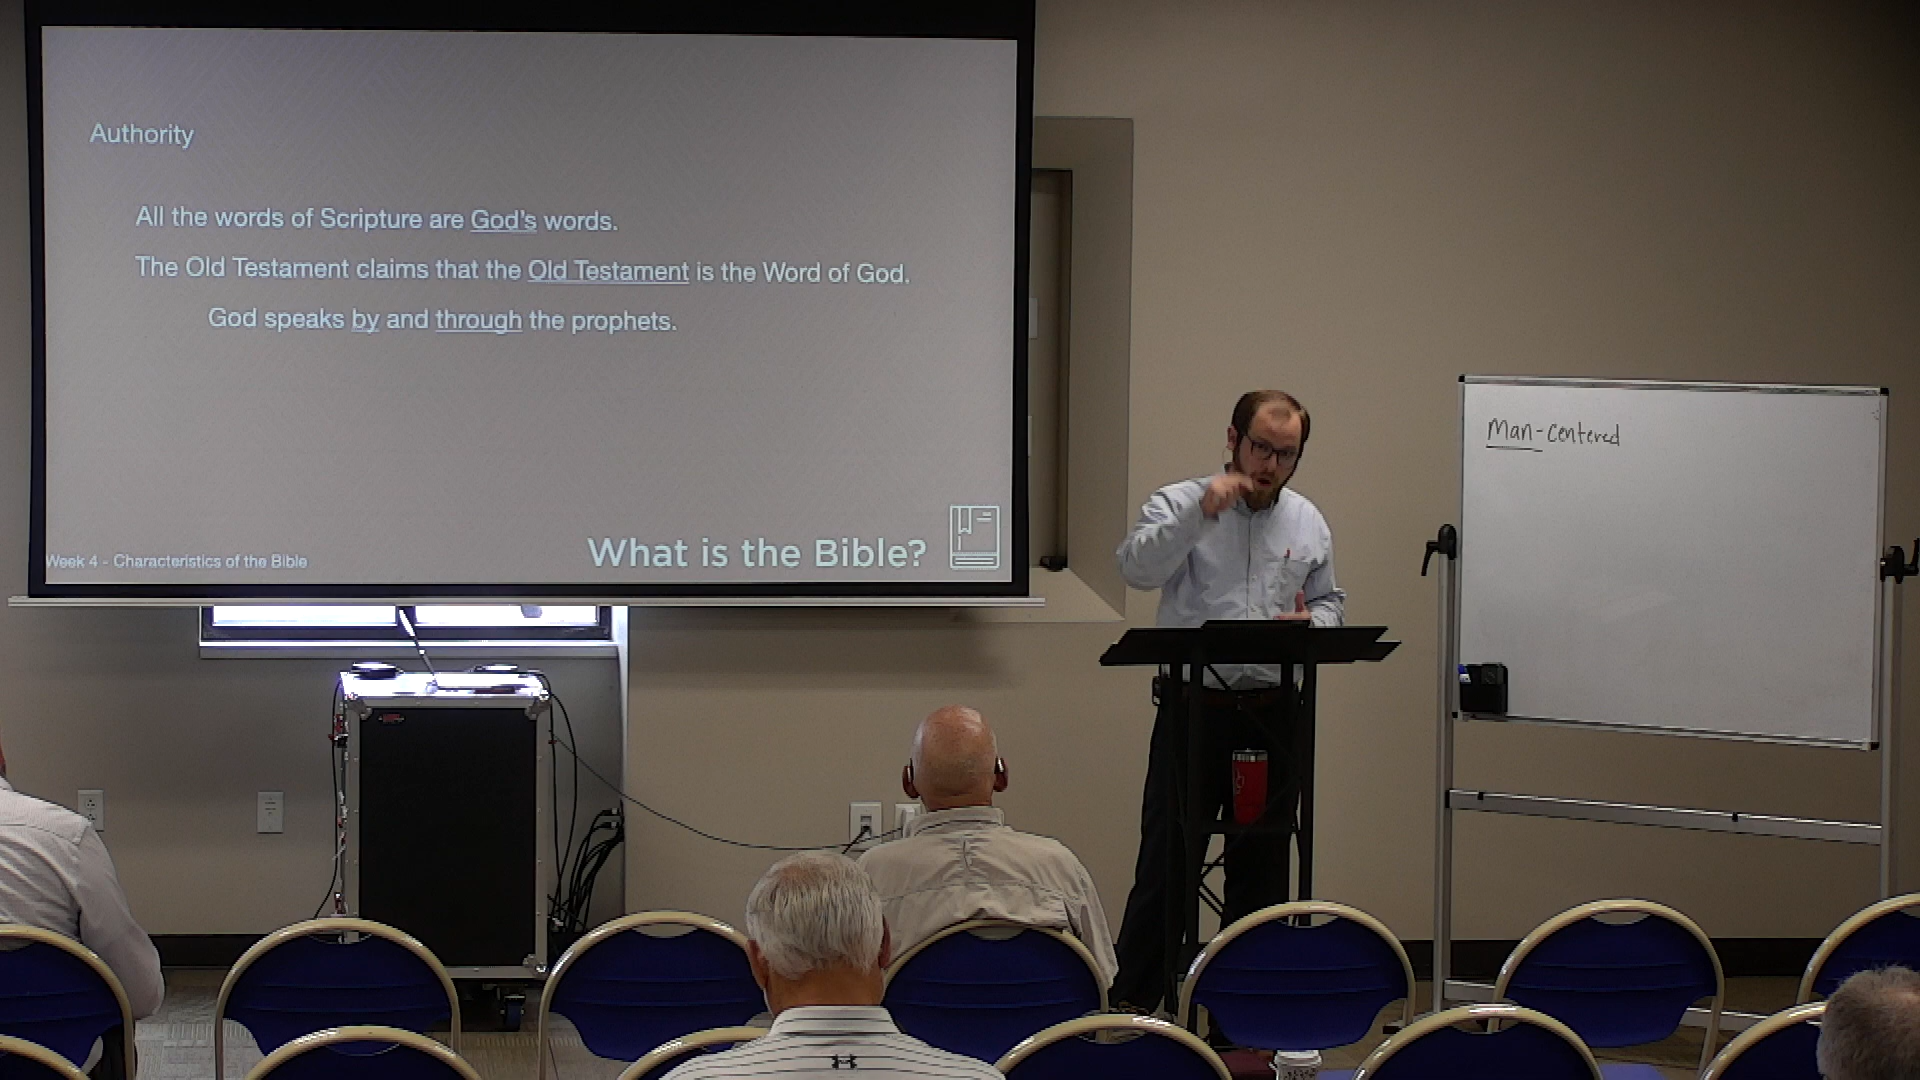 Authority
All the words of Scripture are God's words.
The Old Testament claims that the Old Testament is the Word of God.
God speaks by and through the prophets.
Week 4 - Characteristics of the Bible
What is the Bible?
Man-centered